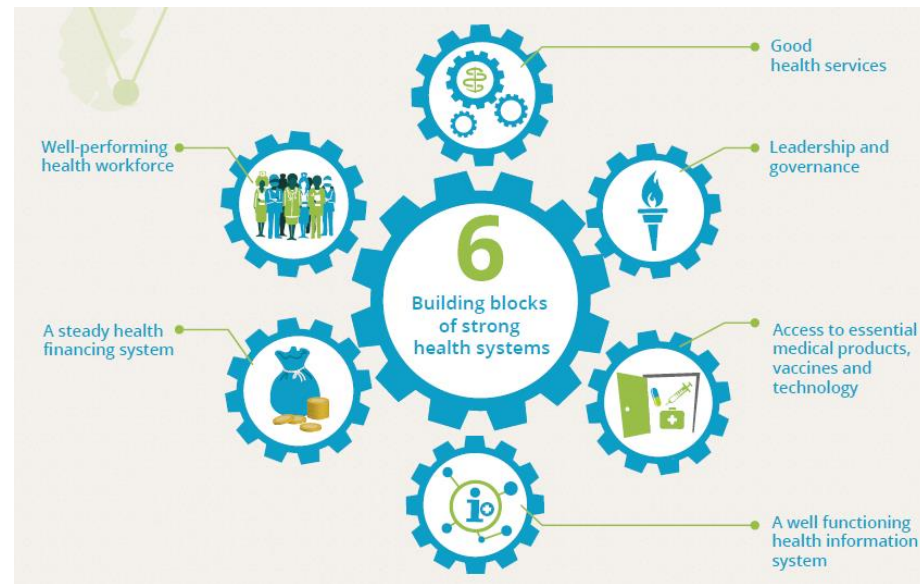 Good
health services
Well-performing
health workforce
Leadership and
governance
6
Building blocks
of strong
health systems
A steady health
financing system
Access to essential
medical products,
vaccines and
technology
i+
A well functioning
health information
system